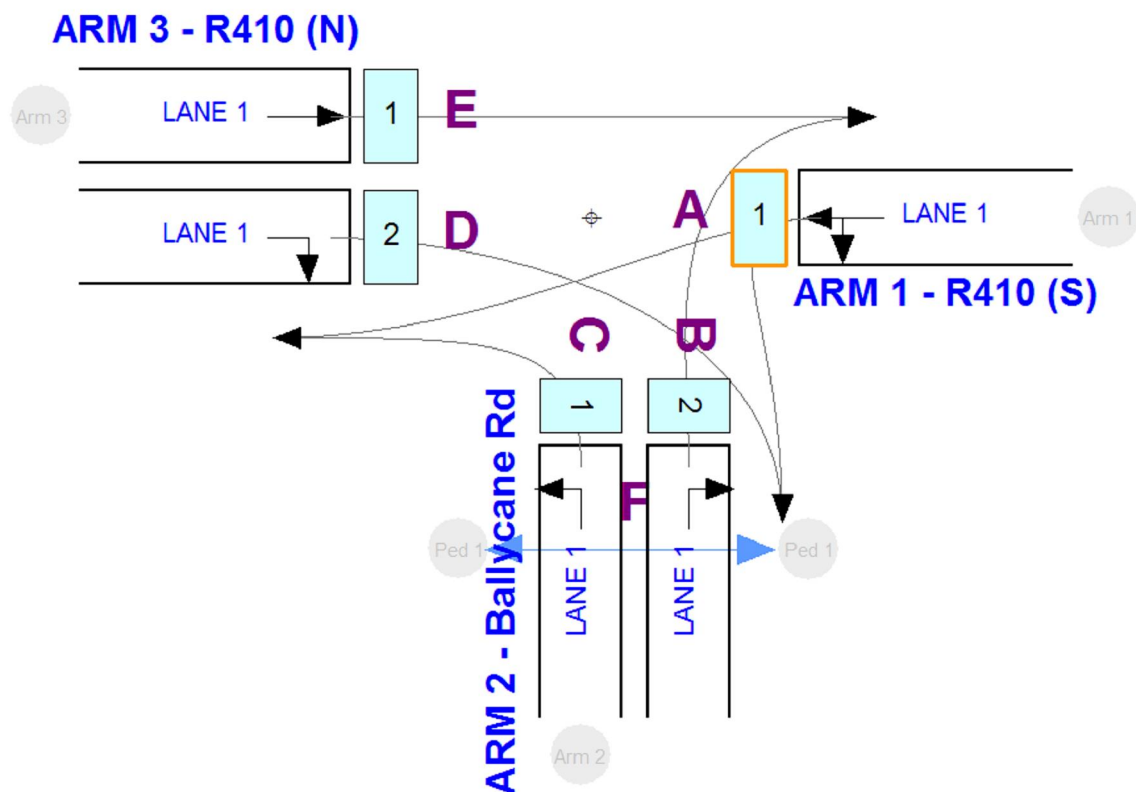 ARM 3 - R410 (N)
Arm 3
LANE 1
1
E
LANE 1
2
D
A
1
LANE 1
Arm 1
ARM 1 - R410 (S)
C
B
1
2
ARM 2 - Ballycane Rd
F
Ped 1
Ped 1
LANE 1
LANE 1
Arm 2